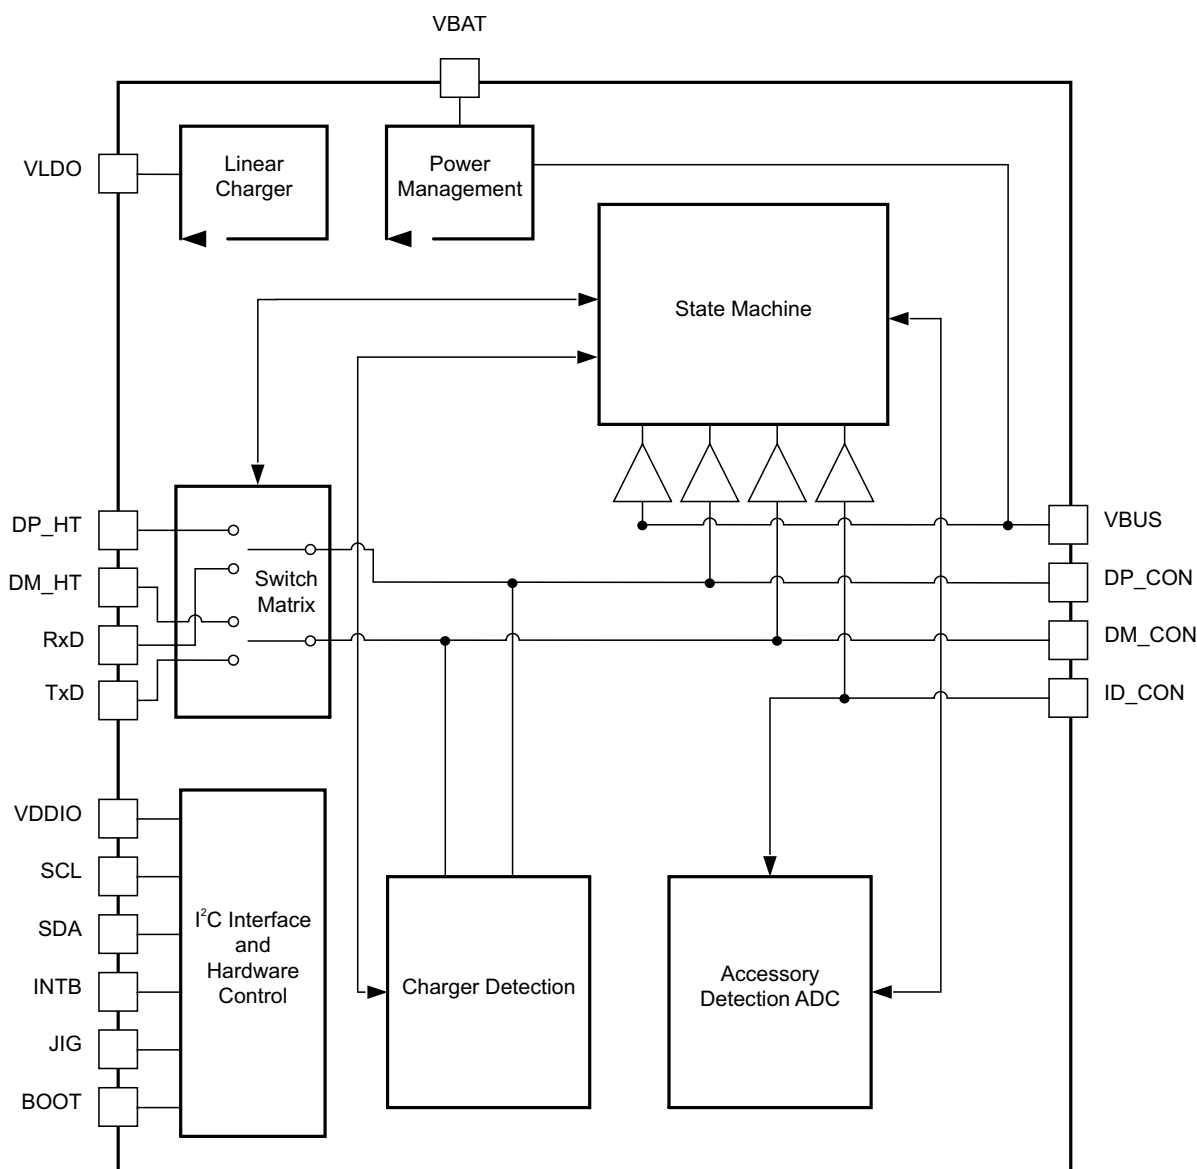 VBAT
VLDO
Linear
Charger
Power
Management
State Machine
DP_HT
DM_HT
RxD
TxD
Switch
Matrix
VBUS
DP_CON
DM_CON
ID_CON
VDDIO
SCL
SDA
INTB
JIG
BOOT
I²C Interface
and
Hardware
Control
Charger Detection
Accessory
Detection ADC